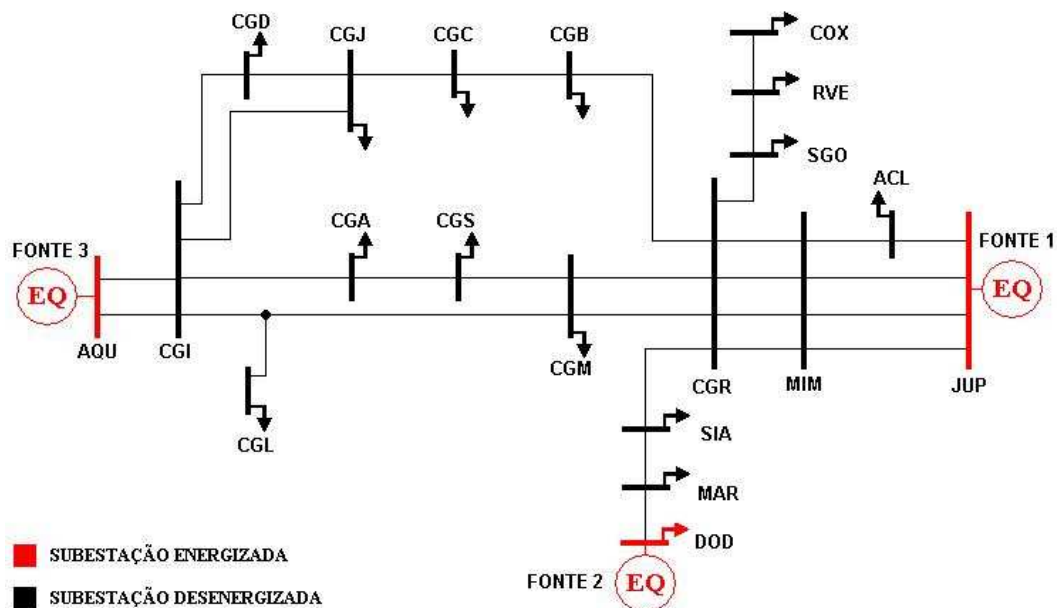 CGD
CGJ
CGC
CGB
COX
RVE
SGO
ACL
CGA
CGS
FONTE 3
FONTE 1
EQ
EQ
AQU
CGI
CGM
CGR
MIM
JUP
CGL
SIA
MAR
DOD
SUBESTAÇÃO ENERGIZADA
FONTE 2
EQ
SUBESTAÇÃO DESENERGIZADA